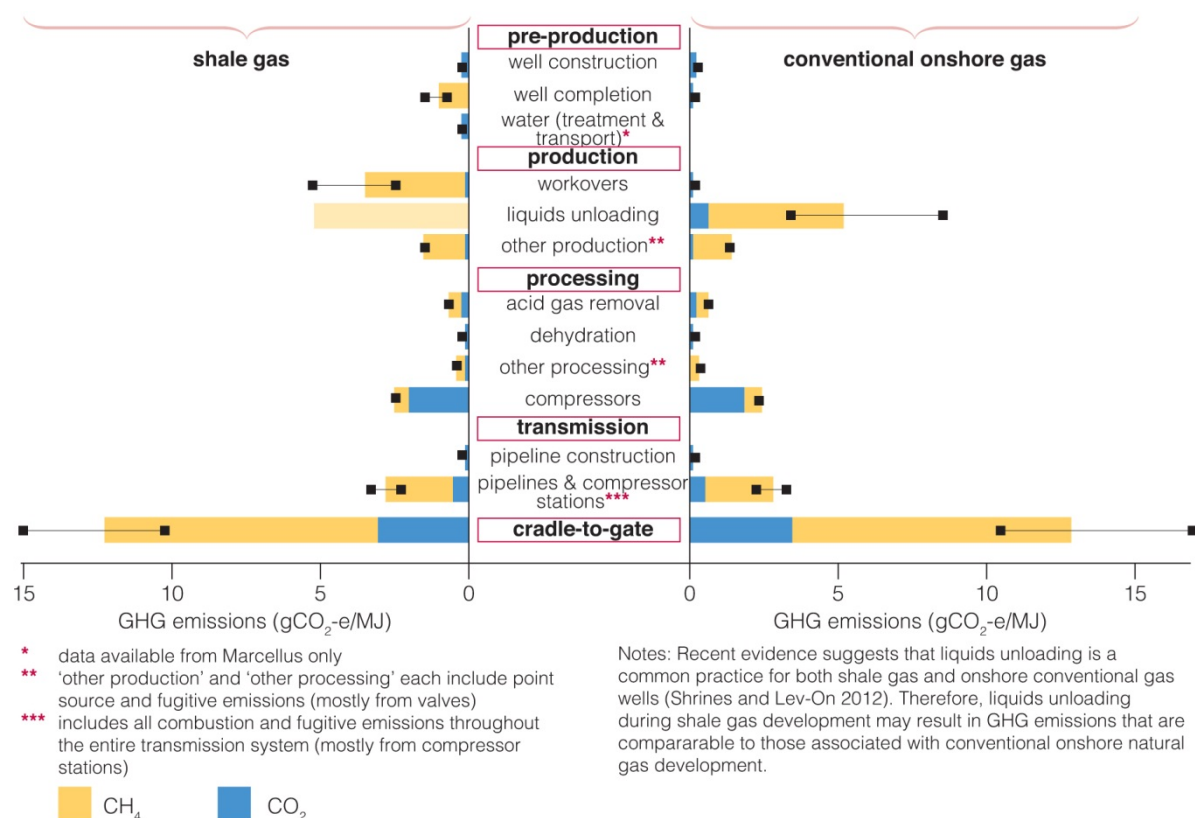 pre-production
shale gas
conventional onshore gas
well construction
well completion
water (treatment &
transport)*
production
workovers
liquids unloading
other production**
processing
acid gas removal
dehydration
other processing**
compressors
transmission
pipeline construction
pipelines & compressor
stations***
cradle-to-gate
15 10 5 0
0 5 10 15
GHG emissions (gCO₂-e/MJ)
GHG emissions (gCO₂-e/MJ)
* data available from Marcellus only
** 'other production' and 'other processing' each include point
source and fugitive emissions (mostly from valves)
*** includes all combustion and fugitive emissions throughout
the entire transmission system (mostly from compressor
stations)
Notes: Recent evidence suggests that liquids unloading is a
common practice for both shale gas and onshore conventional gas
wells (Shrines and Lev-On 2012). Therefore, liquids unloading
during shale gas development may result in GHG emissions that are
compararable to those associated with conventional onshore natural
gas development.
CH₄
CO₂